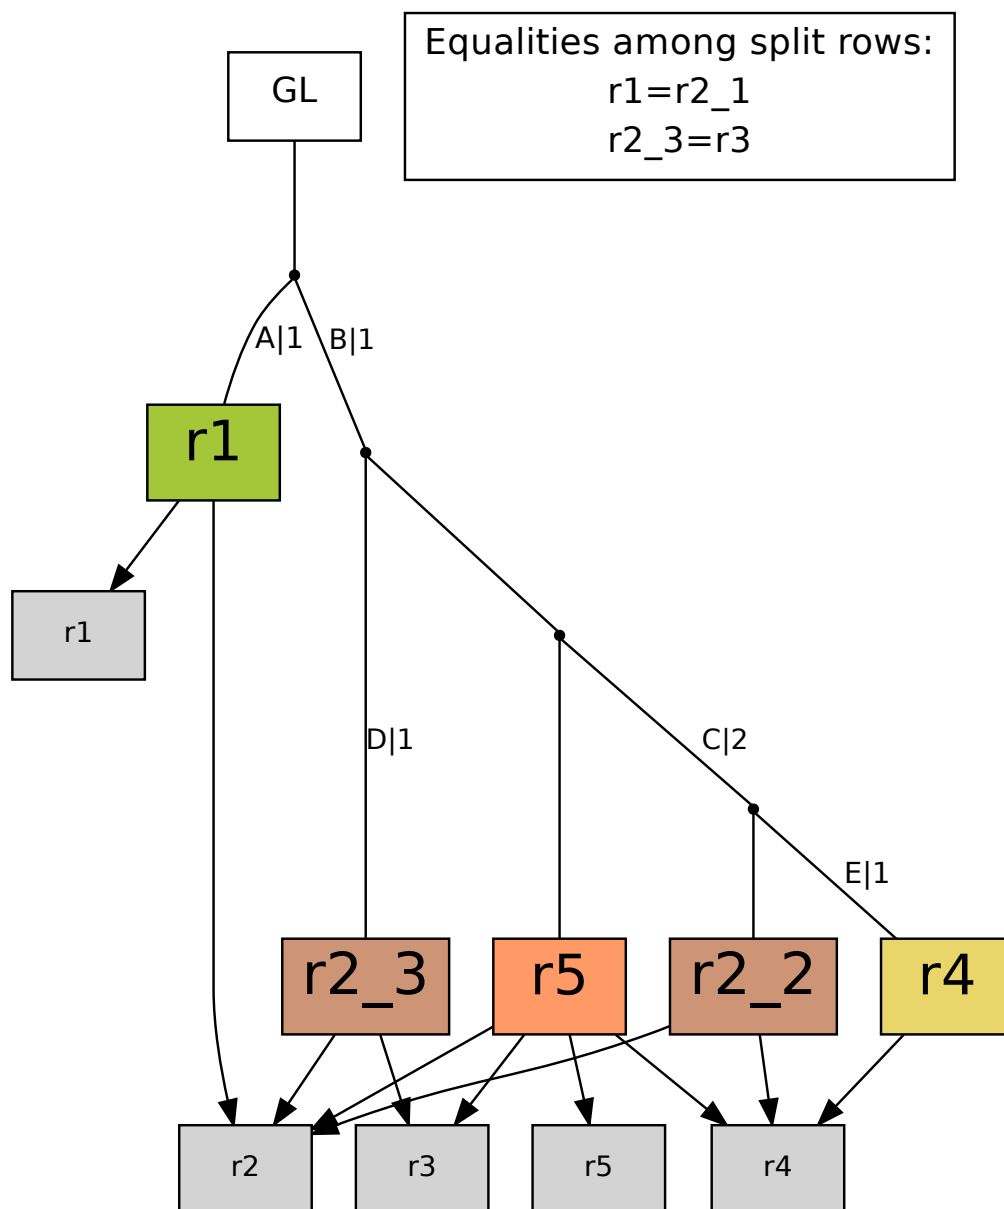 Equalities among split rows:
r1=r2_1
r2_3=r3
GL
A|1
B|1
r1
r1
D|1
C|2
E|1
r2_3
r5
r2_2
r4
r2
r3
r5
r4